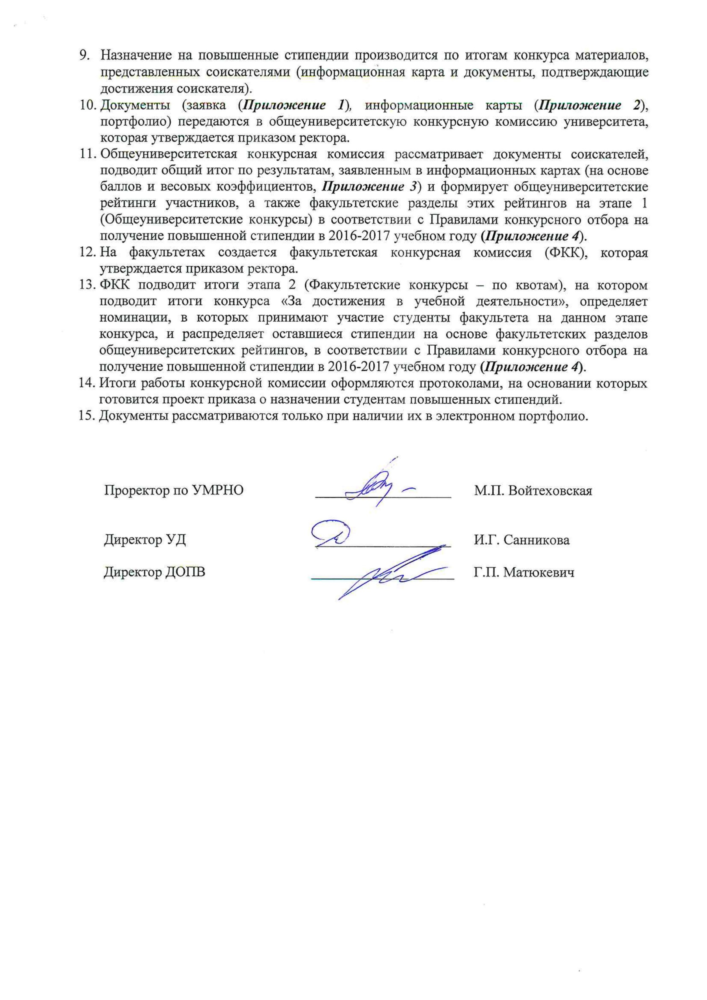 9. Назначение на повышенные стипендии производится по итогам конкурса материалов,
представленных соискателями (информационная карта и документы, подтверждающие
достижения соискателя).
10. Документы (заявка (Приложение 1), информационные карты (Приложение 2),
портфолио) передаются в общеуниверситетскую конкурсную комиссию университета,
которая утверждается приказом ректора.
11. Общеуниверситетская конкурсная комиссия рассматривает документы соискателей,
подводит общий итог по результатам, заявленным в информационных картах (на основе
баллов и весовых коэффициентов, Приложение 3) и формирует общеуниверситетские
рейтинги участников, а также факультетские разделы этих рейтингов на этапе 1
(Общеуниверситетские конкурсы) в соответствии с Правилами конкурсного отбора на
получение повышенной стипендии в 2016-2017 учебном году (Приложение 4).
12. На факультетах создается факультетская конкурсная комиссия (ФКК), которая
утверждается приказом ректора.
13. ФКК подводит итоги этапа 2 (Факультетские конкурсы – по квотам), на котором
подводит итоги конкурса «За достижения в учебной деятельности», определяет
номинации, в которых принимают участие студенты факультета на данном этапе
конкурса, и распределяет оставшиеся стипендии на основе факультетских разделов
общеуниверситетских рейтингов, в соответствии с Правилами конкурсного отбора на
получение повышенной стипендии в 2016-2017 учебном году (Приложение 4).
14. Итоги работы конкурсной комиссии оформляются протоколами, на основании которых
готовится проект приказа о назначении студентам повышенных стипендий.
15. Документы рассматриваются только при наличии их в электронном портфолио.
Проректор по УМРНО М.П. Войтеховская
Директор УД И.Г. Санникова
Директор ДОПВ Г.П. Матюкевич